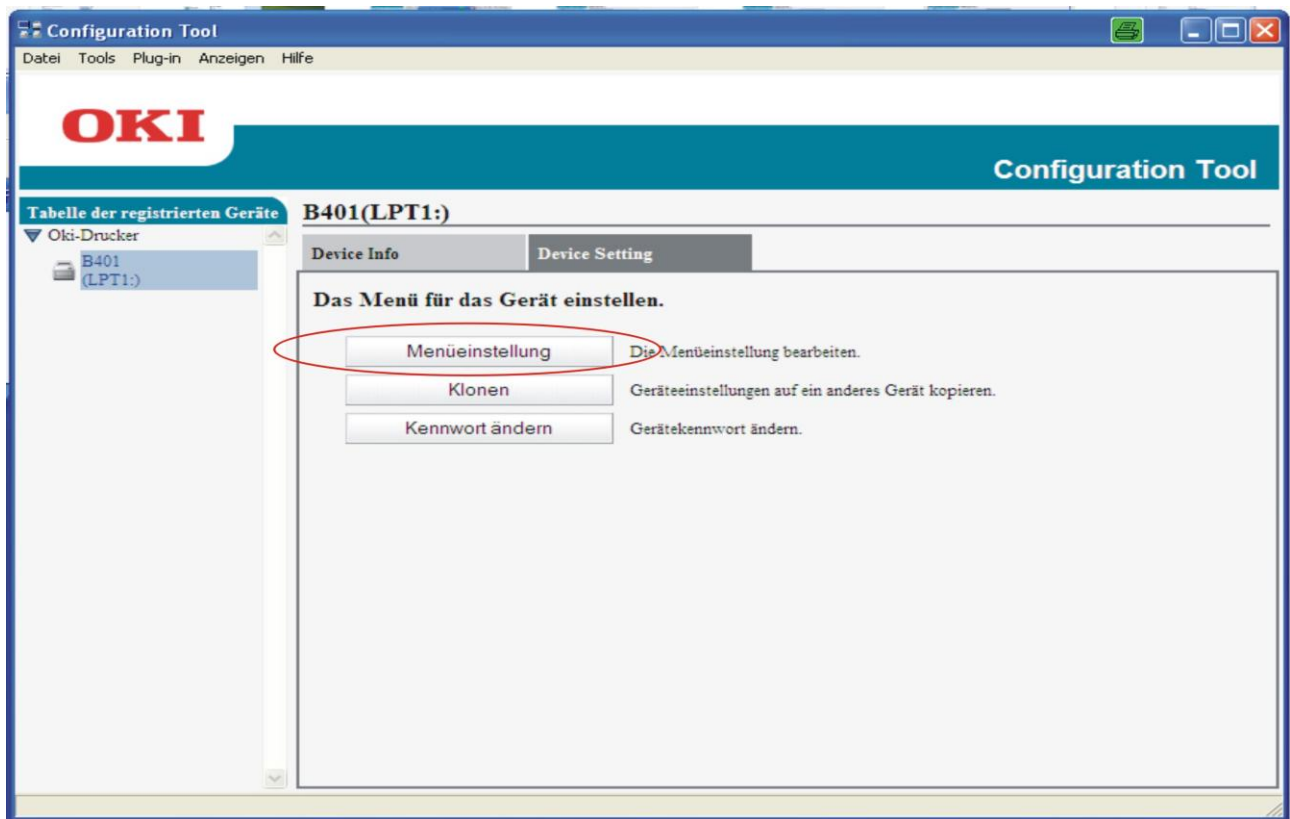 Configuration Tool
Datei Tools Plug-in Anzeigen Hilfe
OKI
Configuration Tool
Tabelle der registrierten Geräte
Oki-Drucker
B401
(LPT1:)
B401(LPT1:)
Device Info Device Setting
Das Menü für das Gerät einstellen.
Menüeinstellung Die Menüeinstellung bearbeiten.
Klonen Geräteeinstellungen auf ein anderes Gerät kopieren.
Kennwort ändern Gerätekennwort ändern.